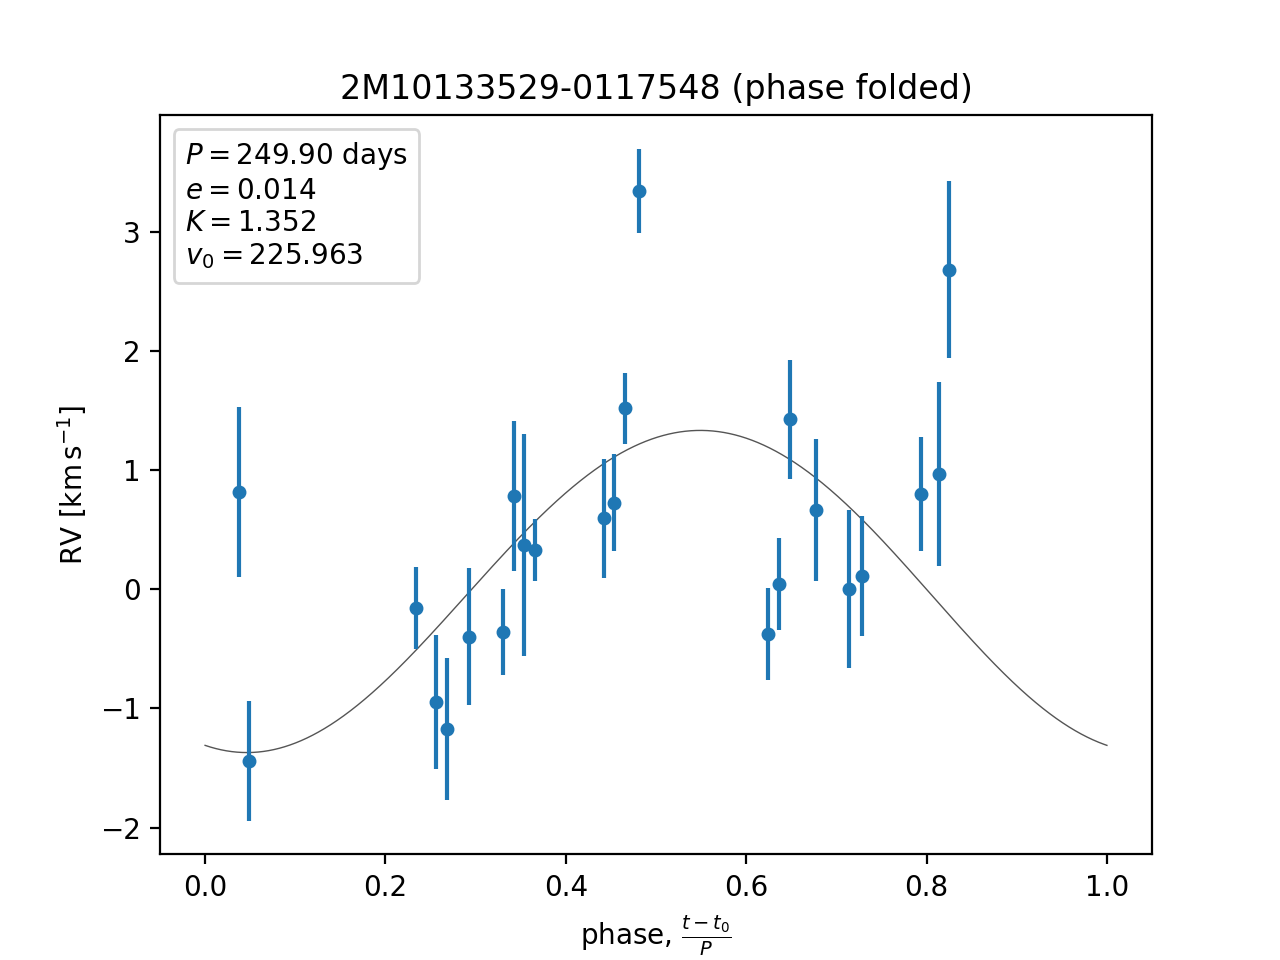 2M10133529-0117548 (phase folded)
P = 249.90 days
e = 0.014
K = 1.352
v₀ = 225.963
3
2
1
0
−1
−2
RV [km s⁻¹]
0.0 0.2 0.4 0.6 0.8 1.0
phase, (t − t₀)/P